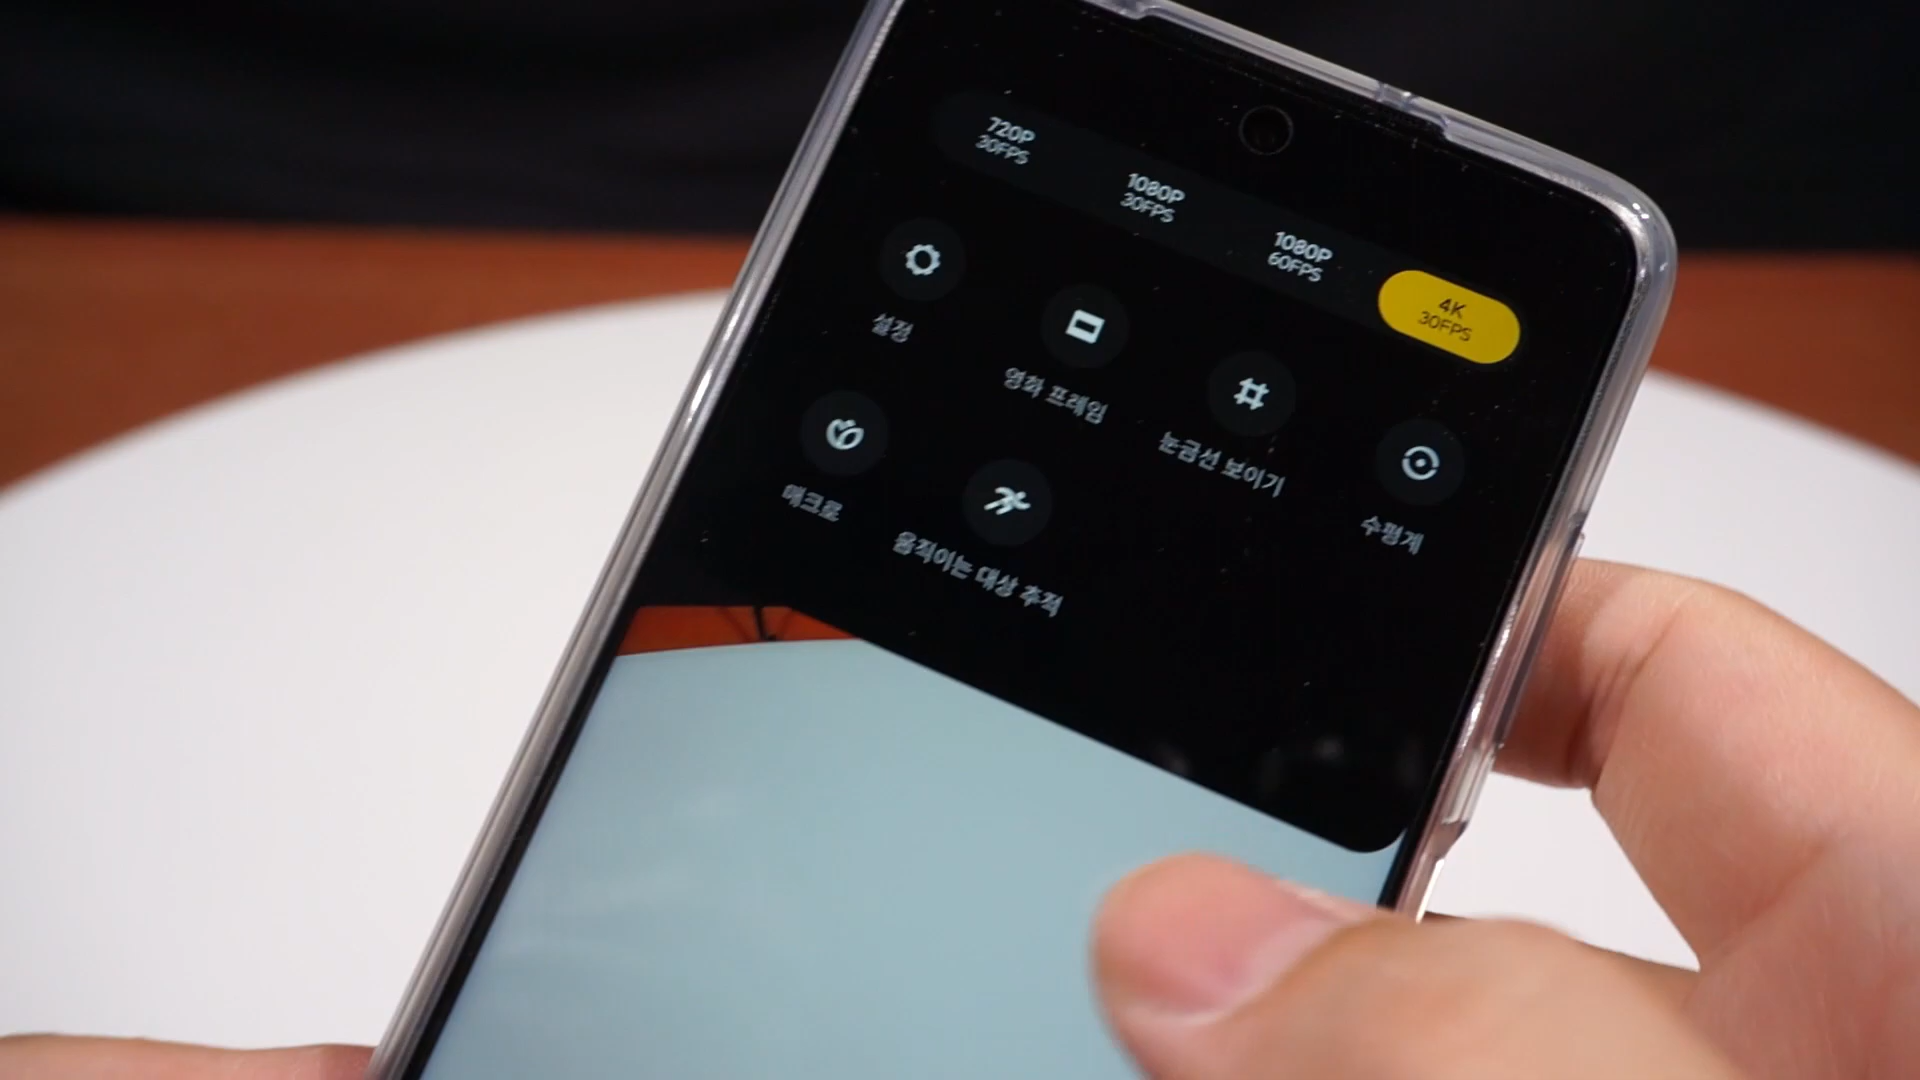 720P
30FPS
1080P
30FPS
1080P
60FPS
4K
30FPS
설정
영화 프레임
눈금선 보이기
수평계
매크로
움직이는 대상 추적